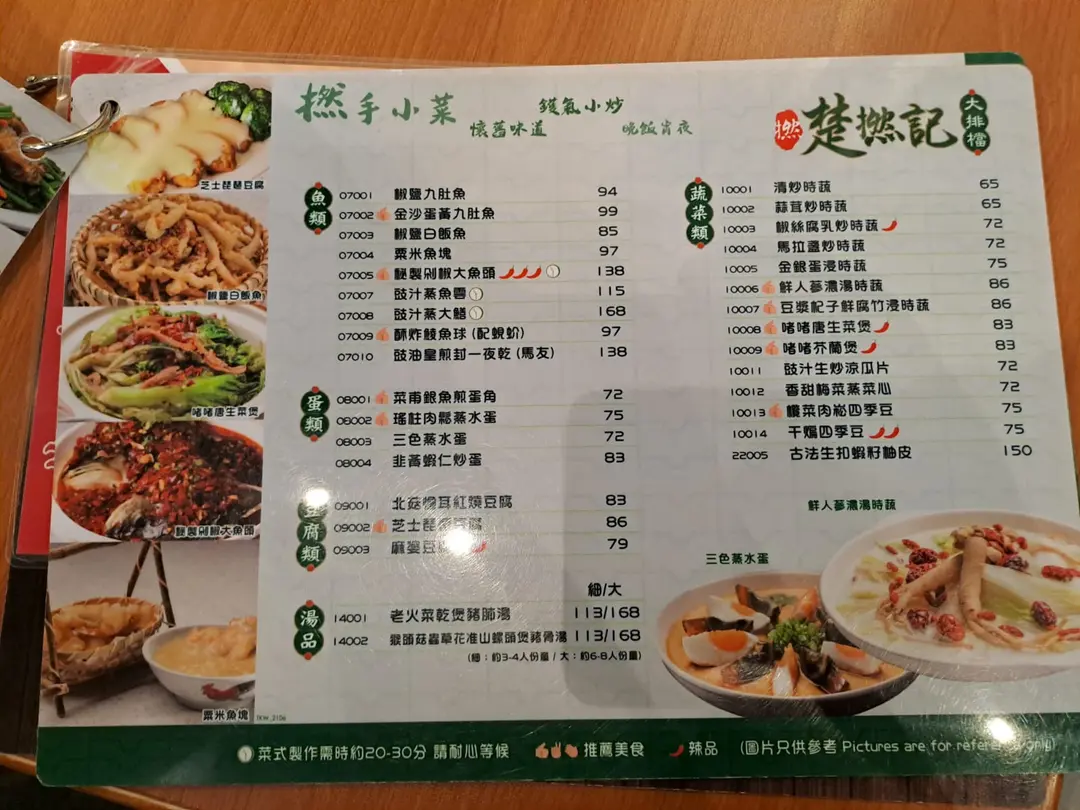 撚手小菜
鑊氣小炒
懷舊味道
晚飯宵夜
撚
楚撚記
大排檔
魚類
07001 椒鹽九肚魚 94
07002 金沙蛋黃九肚魚 99
07003 椒鹽白飯魚 85
07004 粟米魚塊 97
07005 秘製剁椒大魚頭 138
07007 豉汁蒸魚雲 115
07008 豉汁蒸大鱔 168
07009 酥炸鯪魚球 (配蜆蚧) 97
07010 豉油皇煎封一夜乾 (馬友) 138
蛋類
08001 菜甫銀魚煎蛋角 72
08002 瑤柱肉鬆蒸水蛋 75
08003 三色蒸水蛋 72
08004 韭黃蝦仁炒蛋 83
豆腐類
09001 北菇榆耳紅燒豆腐 83
09002 芝士琵琶豆腐 86
09003 麻婆豆腐 79
細/大
湯品
14001 老火菜乾煲豬𦟌湯 113/168
14002 猴頭菇蟲草花准山螺頭煲豬骨湯 113/168
(細：約3-4人份量 / 大：約6-8人份量)
蔬菜類
10001 清炒時蔬 65
10002 蒜茸炒時蔬 65
10003 椒絲腐乳炒時蔬 72
10004 馬拉盞炒時蔬 72
10005 金銀蛋浸時蔬 75
10006 鮮人蔘濃湯時蔬 86
10007 豆漿杞子鮮腐竹浸時蔬 86
10008 啫啫唐生菜煲 83
10009 啫啫芥蘭煲 83
10011 豉汁生炒涼瓜片 72
10012 香甜梅菜蒸菜心 72
10013 欖菜肉崧四季豆 75
10014 干煸四季豆 75
22005 古法生扣蝦籽柚皮 150
鮮人蔘濃湯時蔬
三色蒸水蛋
芝士琵琶豆腐
椒鹽白飯魚
啫啫唐生菜煲
秘製剁椒大魚頭
粟米魚塊
TKW_2106
菜式製作需時約20-30分 請耐心等候
推薦美食
辣品
(圖片只供參考 Pictures are for reference only)